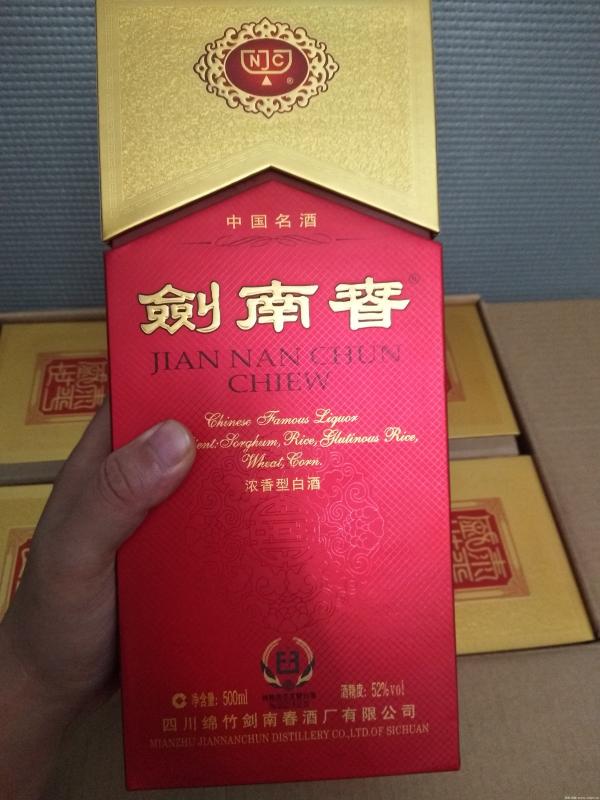 NJC
®
中国名酒
劍南春®
JIAN NAN CHUN
CHIEW
Chinese Famous Liquor
ent: Sorghum, Rice, Glutinous Rice,
Wheat, Corn.
浓香型白酒
净含量: 500ml
酒精度: 52%vol
四川绵竹剑南春酒厂有限公司
MIANZHU JIANNANCHUN DISTILLERY CO.,LTD.OF SICHUAN